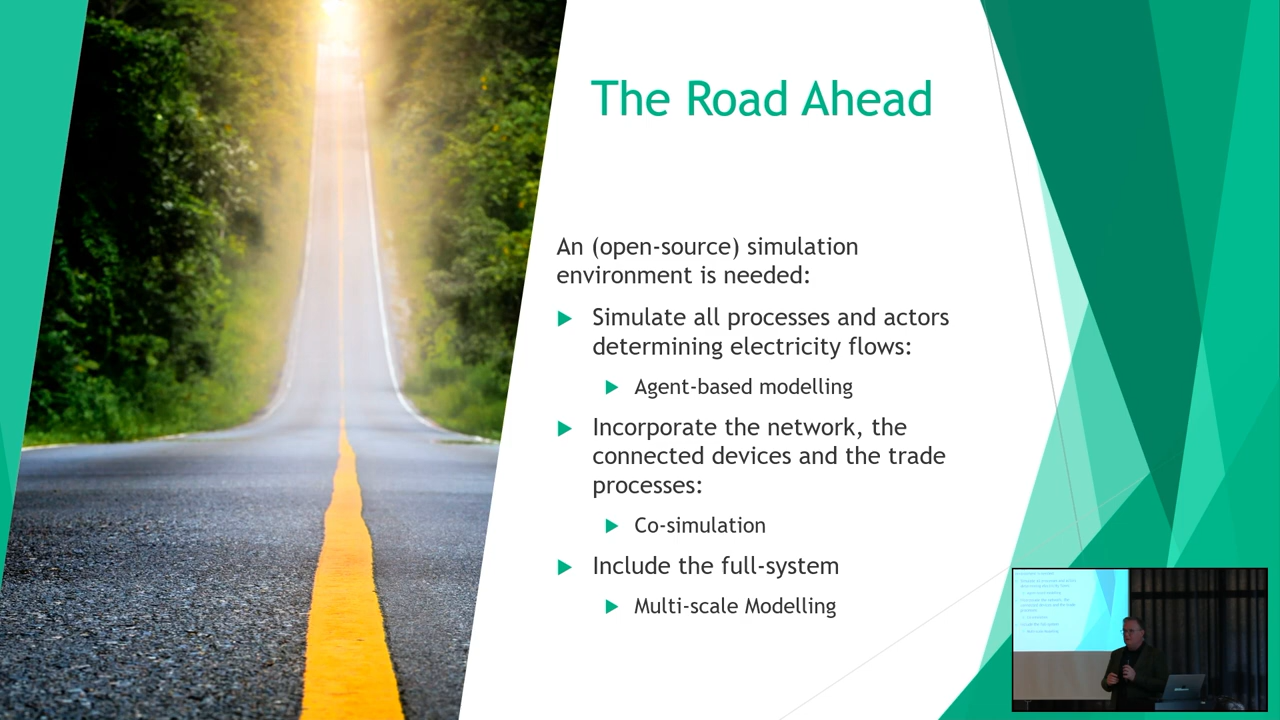 The Road Ahead
An (open-source) simulation
environment is needed:
Simulate all processes and actors
determining electricity flows:
Agent-based modelling
Incorporate the network, the
connected devices and the trade
processes:
Co-simulation
Include the full-system
Multi-scale Modelling